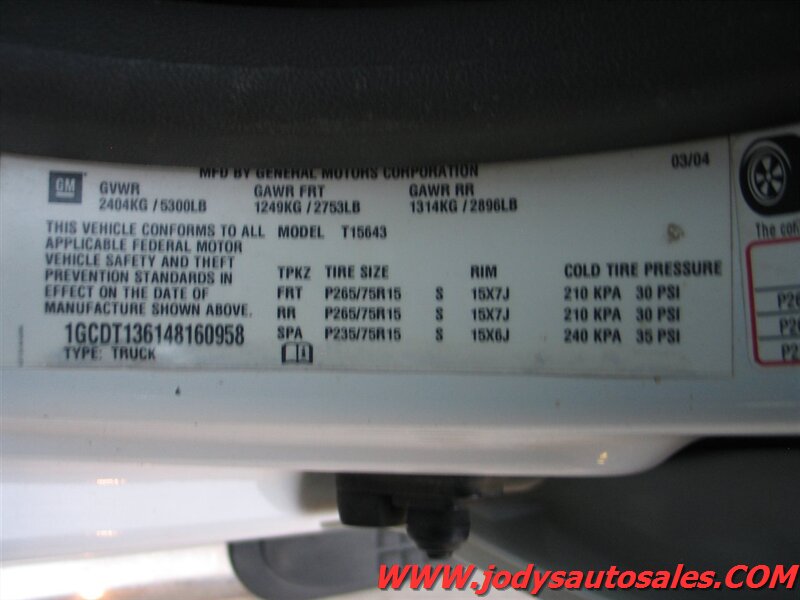 MFD BY GENERAL MOTORS CORPORATION
03/04
GM
GVWR GAWR FRT GAWR RR
2404KG / 5300LB 1249KG / 2753LB 1314KG / 2896LB
THIS VEHICLE CONFORMS TO ALL
APPLICABLE FEDERAL MOTOR
VEHICLE SAFETY AND THEFT
PREVENTION STANDARDS IN
EFFECT ON THE DATE OF
MANUFACTURE SHOWN ABOVE.
1GCDT136148160958
TYPE: TRUCK
MODEL T15643
TPKZ TIRE SIZE RIM COLD TIRE PRESSURE
FRT P265/75R15 S 15X7J 210 KPA 30 PSI
RR P265/75R15 S 15X7J 210 KPA 30 PSI
SPA P235/75R15 S 15X6J 240 KPA 35 PSI
The
WWW.jodysautosales.COM